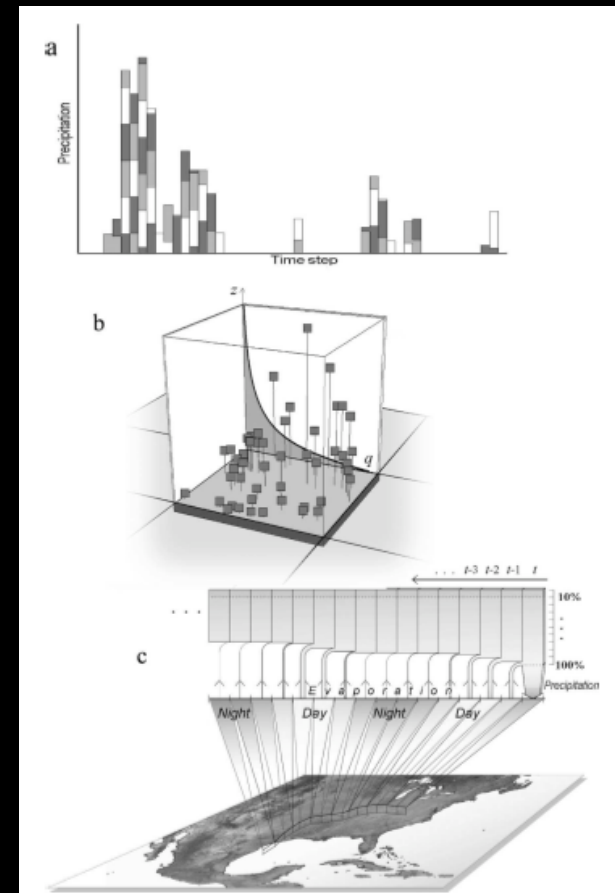 a
Precipitation
Time step
b
z
q
. . . t-3 t-2 t-1 t
10%
. . .
c
100%
Evaporation
Precipitation
Night Day Night Day